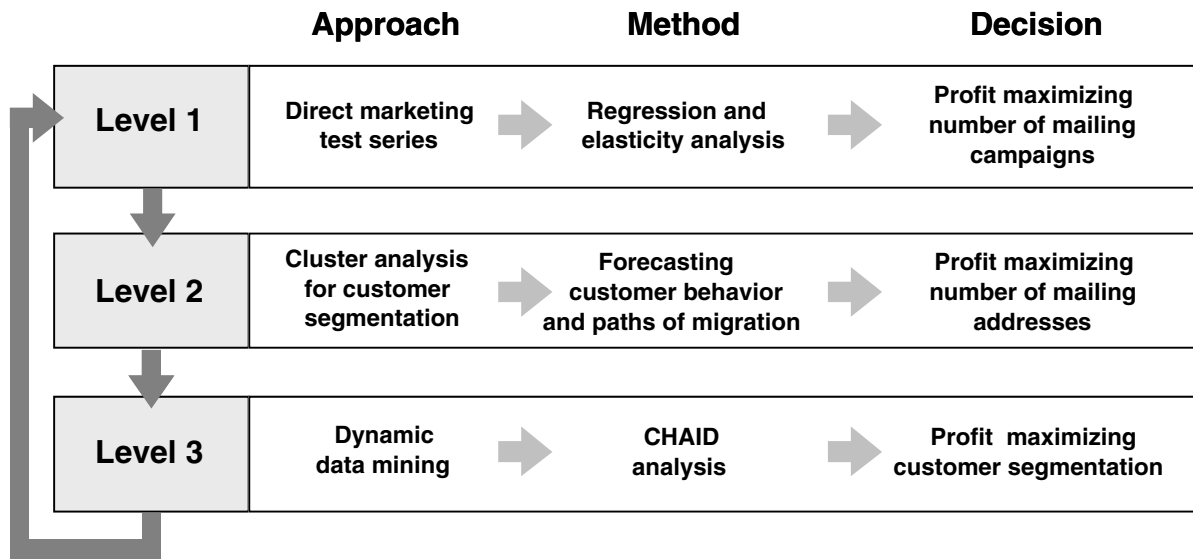 Approach
Method
Decision
Level 1
Direct marketing
test series
Regression and
elasticity analysis
Profit maximizing
number of mailing
campaigns
Level 2
Cluster analysis
for customer
segmentation
Forecasting
customer behavior
and paths of migration
Profit maximizing
number of mailing
addresses
Level 3
Dynamic
data mining
CHAID
analysis
Profit maximizing
customer segmentation